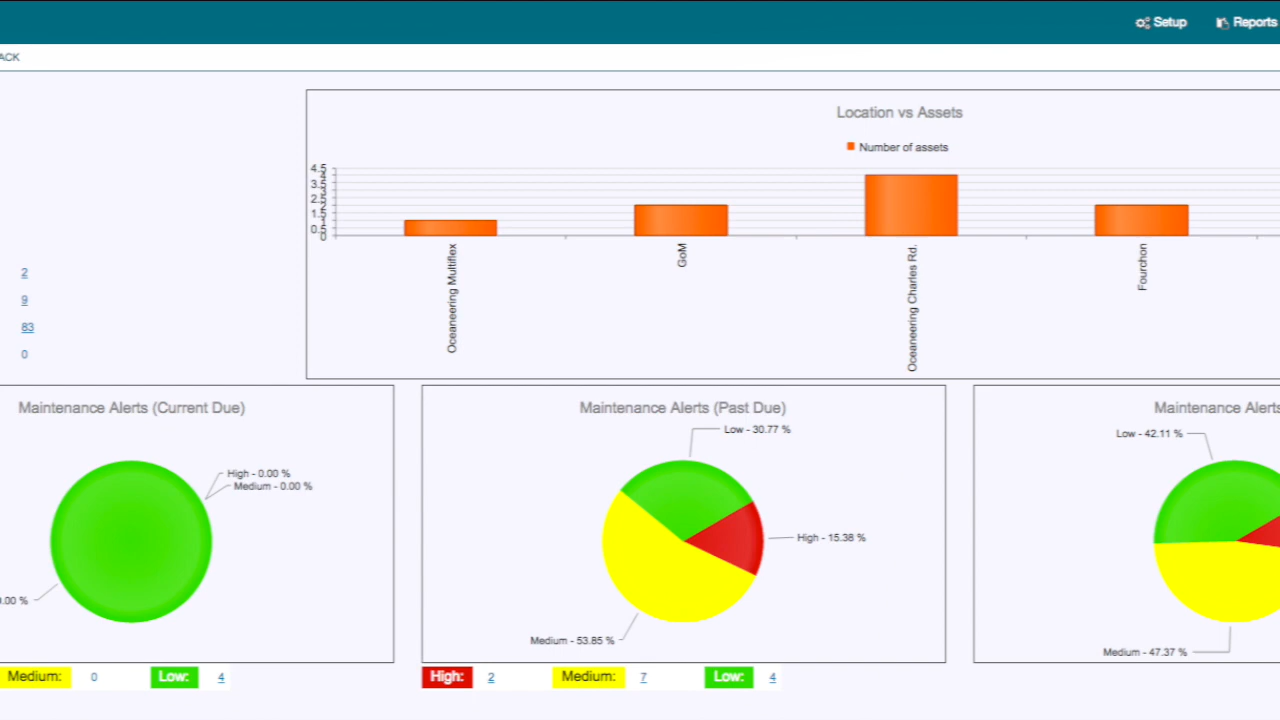 Setup Reports
ACK
Location vs Assets
Number of assets
4.5
4
3.5
3
2.5
2
1.5
1
0.5
0
Oceaneering Multiflex
GoM
Oceaneering Charles Rd.
Fourchon
2
9
83
0
Maintenance Alerts (Current Due)
High - 0.00 %
Medium - 0.00 %
0.00 %
Medium: 0 Low: 4
Maintenance Alerts (Past Due)
Low - 30.77 %
High - 15.38 %
Medium - 53.85 %
High: 2 Medium: 7 Low: 4
Maintenance Alerts
Low - 42.11 %
Medium - 47.37 %